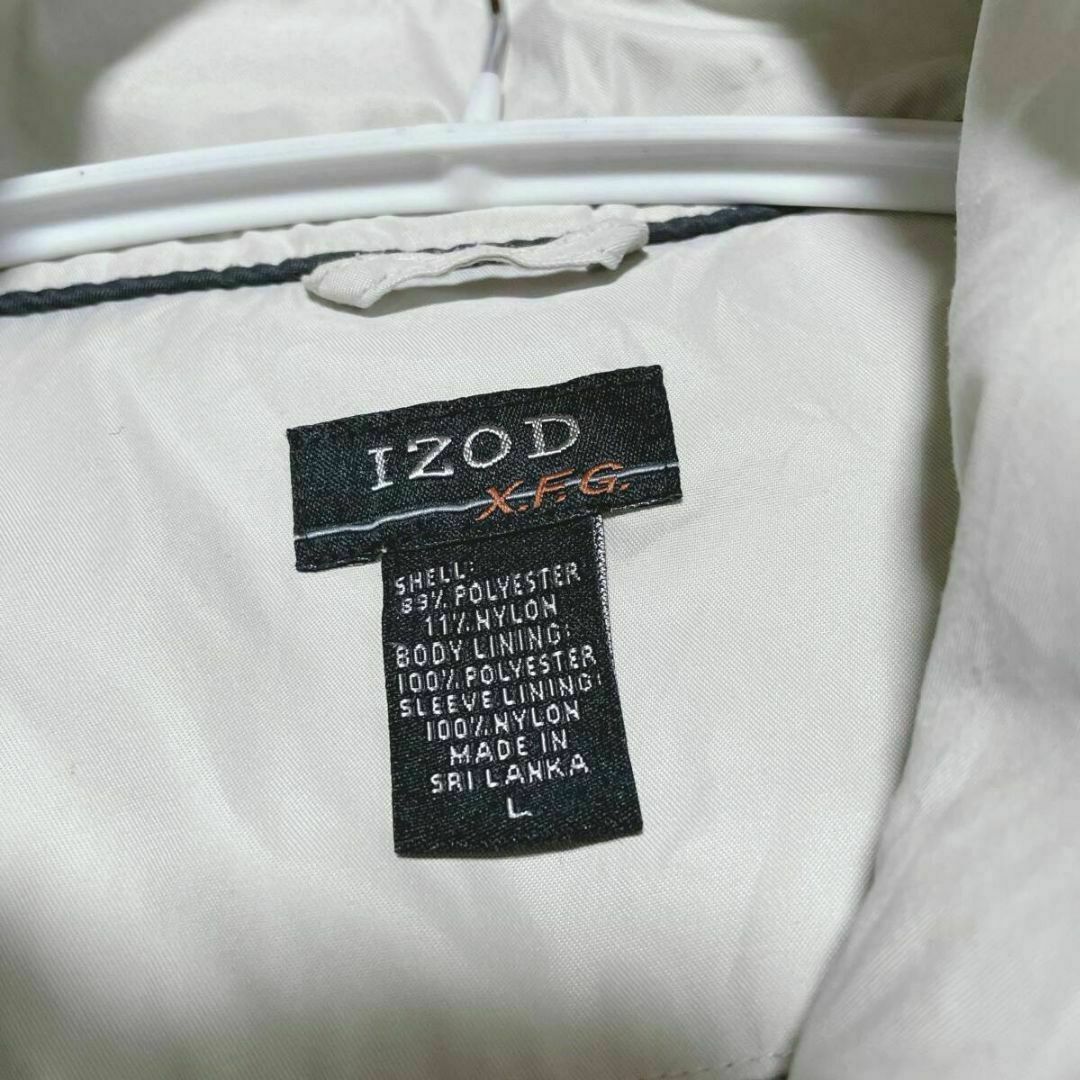 IZOD
X.F.G.
SHELL:
89% POLYESTER
11% NYLON
BODY LINING:
100% POLYESTER
SLEEVE LINING:
100% NYLON
MADE IN
SRI LANKA
L